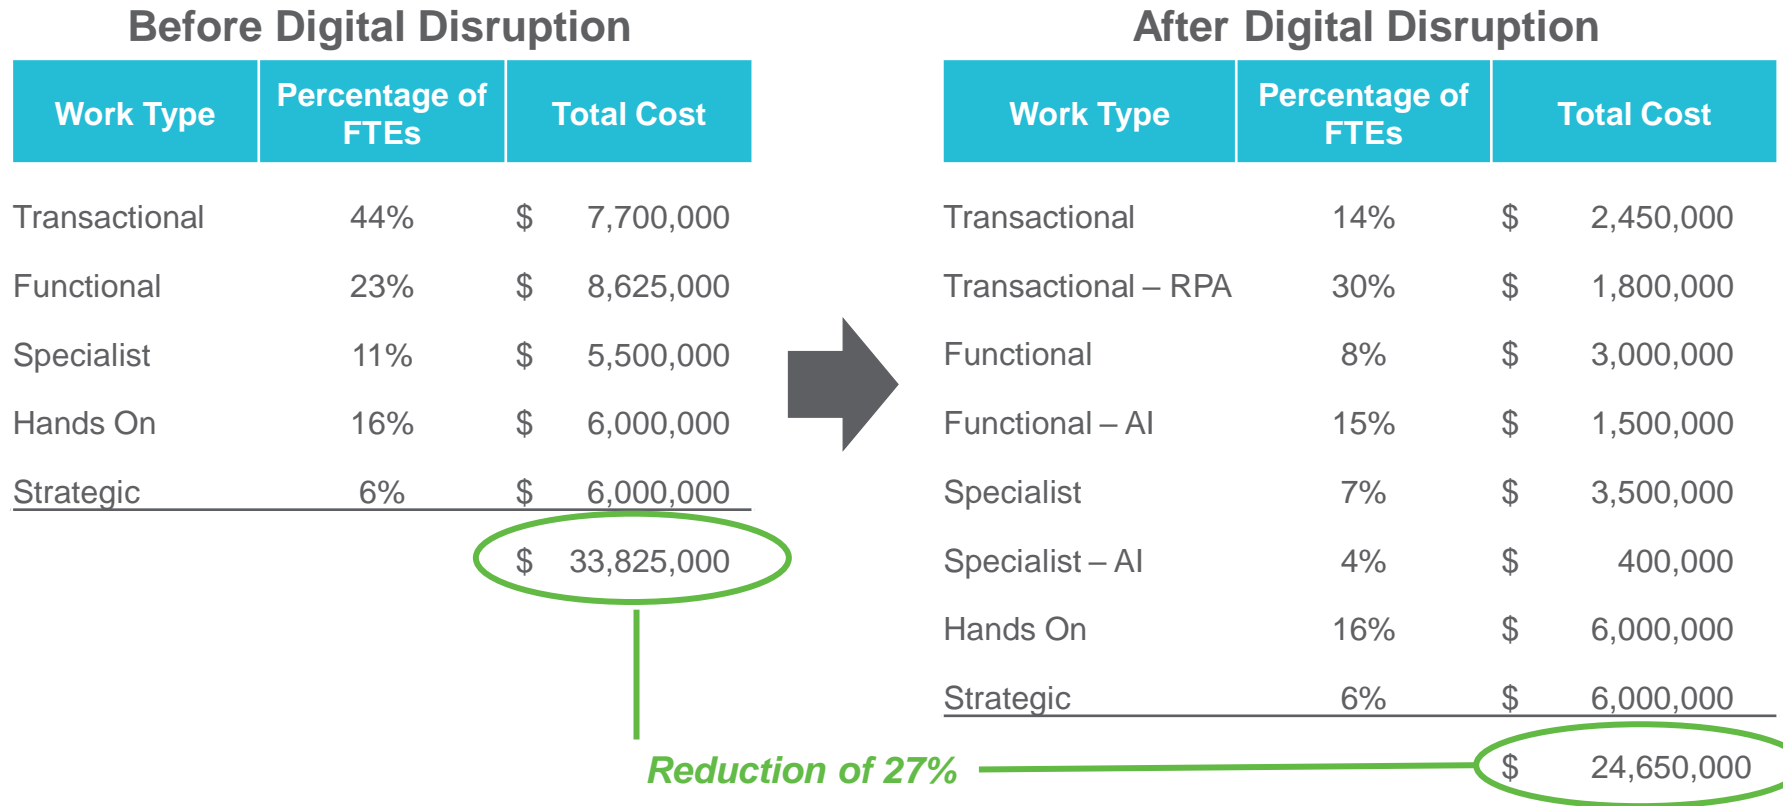 Before Digital Disruption
Work Type Percentage of FTEs Total Cost
Transactional 44% $ 7,700,000
Functional 23% $ 8,625,000
Specialist 11% $ 5,500,000
Hands On 16% $ 6,000,000
Strategic 6% $ 6,000,000
$ 33,825,000
After Digital Disruption
Work Type Percentage of FTEs Total Cost
Transactional 14% $ 2,450,000
Transactional – RPA 30% $ 1,800,000
Functional 8% $ 3,000,000
Functional – AI 15% $ 1,500,000
Specialist 7% $ 3,500,000
Specialist – AI 4% $ 400,000
Hands On 16% $ 6,000,000
Strategic 6% $ 6,000,000
$ 24,650,000
Reduction of 27%